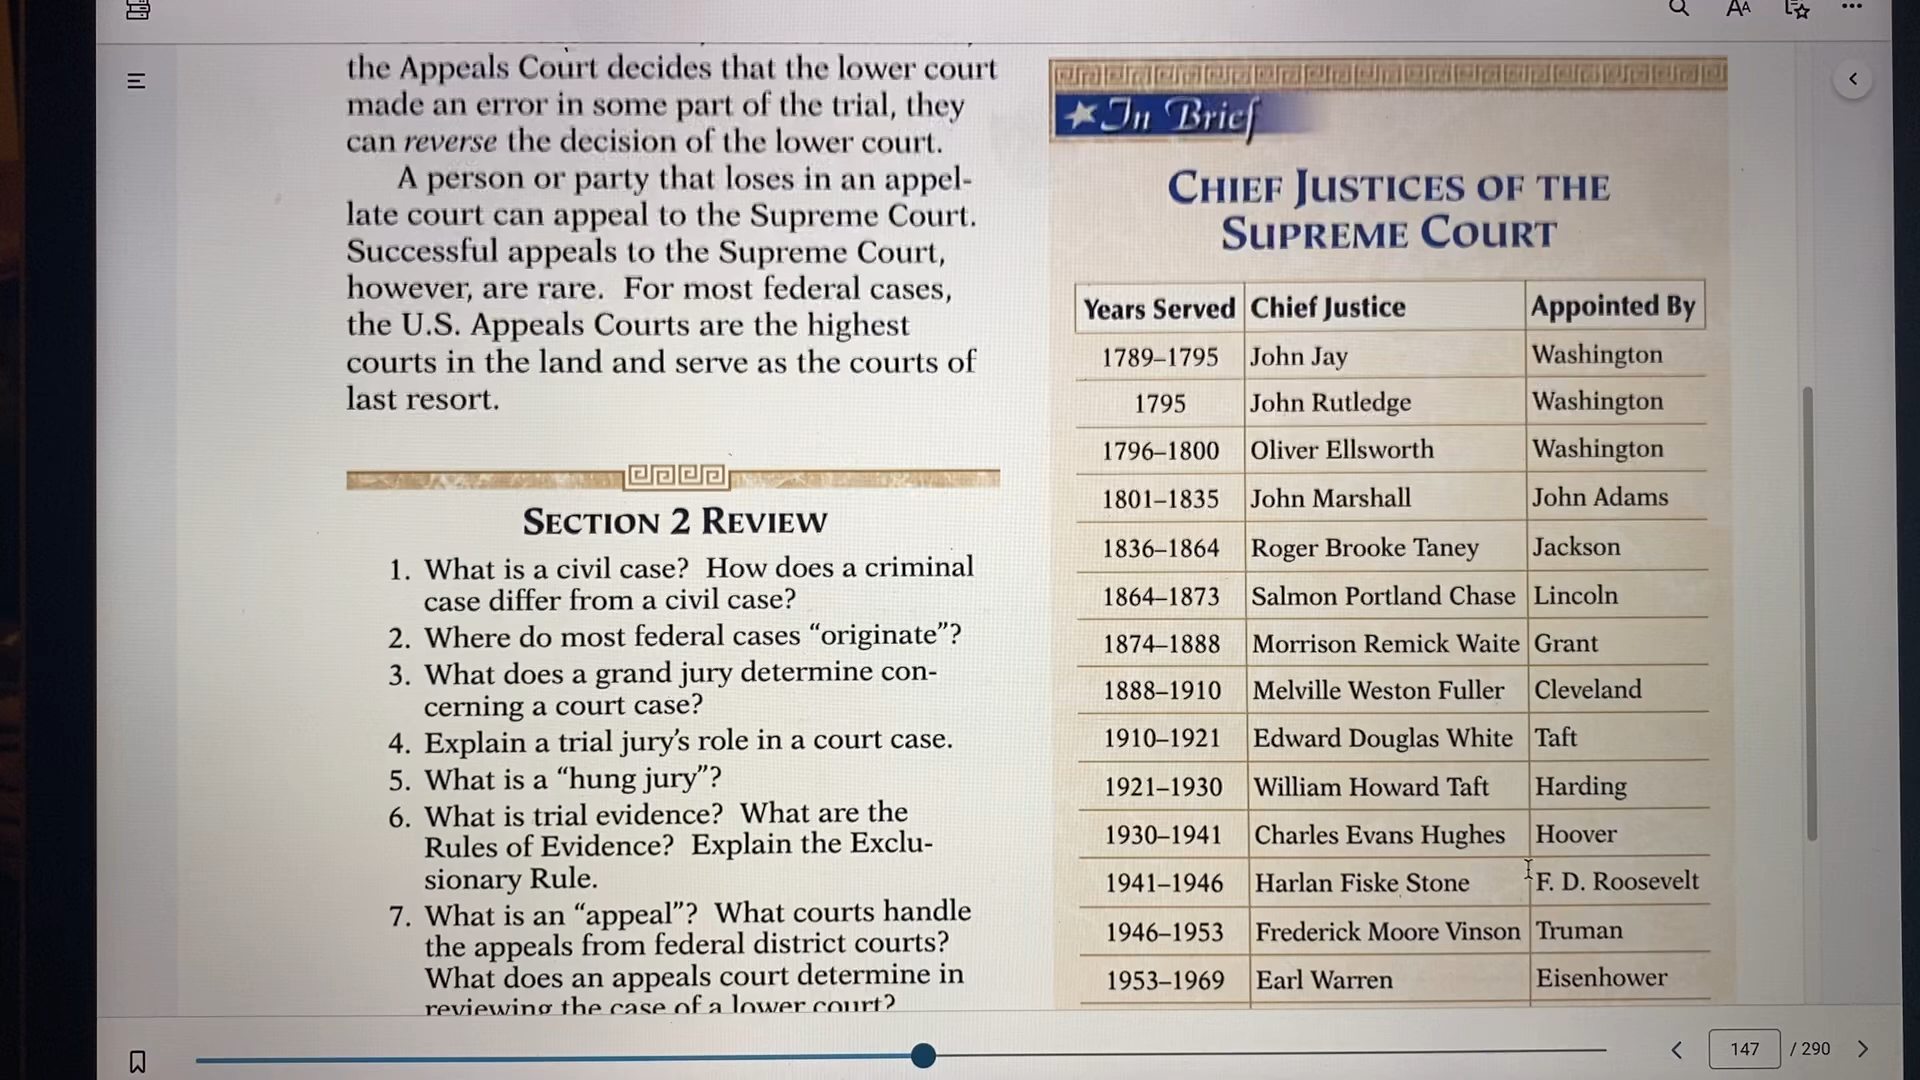 the Appeals Court decides that the lower court
made an error in some part of the trial, they
can reverse the decision of the lower court.
A person or party that loses in an appel-
late court can appeal to the Supreme Court.
Successful appeals to the Supreme Court,
however, are rare. For most federal cases,
the U.S. Appeals Courts are the highest
courts in the land and serve as the courts of
last resort.
SECTION 2 REVIEW
1. What is a civil case? How does a criminal
case differ from a civil case?
2. Where do most federal cases “originate”?
3. What does a grand jury determine con-
cerning a court case?
4. Explain a trial jury’s role in a court case.
5. What is a “hung jury”?
6. What is trial evidence? What are the
Rules of Evidence? Explain the Exclu-
sionary Rule.
7. What is an “appeal”? What courts handle
the appeals from federal district courts?
What does an appeals court determine in
reviewing the case of a lower court?
In Brief
CHIEF JUSTICES OF THE
SUPREME COURT
Years Served Chief Justice Appointed By
1789–1795 John Jay Washington
1795 John Rutledge Washington
1796–1800 Oliver Ellsworth Washington
1801–1835 John Marshall John Adams
1836–1864 Roger Brooke Taney Jackson
1864–1873 Salmon Portland Chase Lincoln
1874–1888 Morrison Remick Waite Grant
1888–1910 Melville Weston Fuller Cleveland
1910–1921 Edward Douglas White Taft
1921–1930 William Howard Taft Harding
1930–1941 Charles Evans Hughes Hoover
1941–1946 Harlan Fiske Stone F. D. Roosevelt
1946–1953 Frederick Moore Vinson Truman
1953–1969 Earl Warren Eisenhower
AA
147 / 290